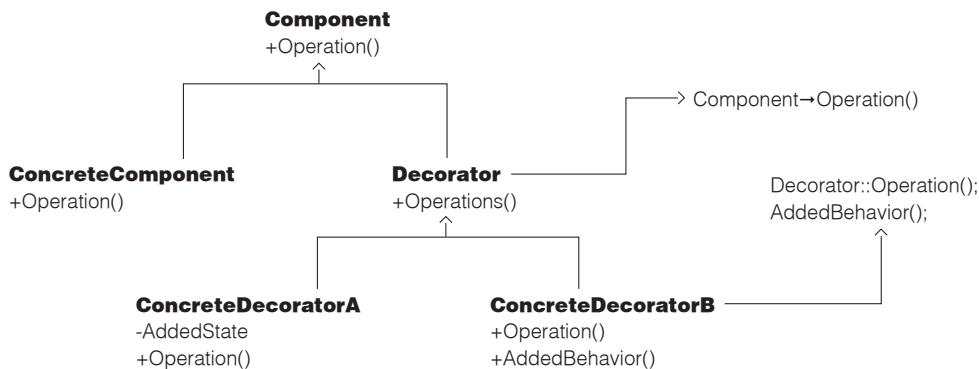 Component
+Operation()
Component→Operation()
ConcreteComponent
+Operation()
Decorator
+Operations()
Decorator::Operation();
AddedBehavior();
ConcreteDecoratorA
-AddedState
+Operation()
ConcreteDecoratorB
+Operation()
+AddedBehavior()